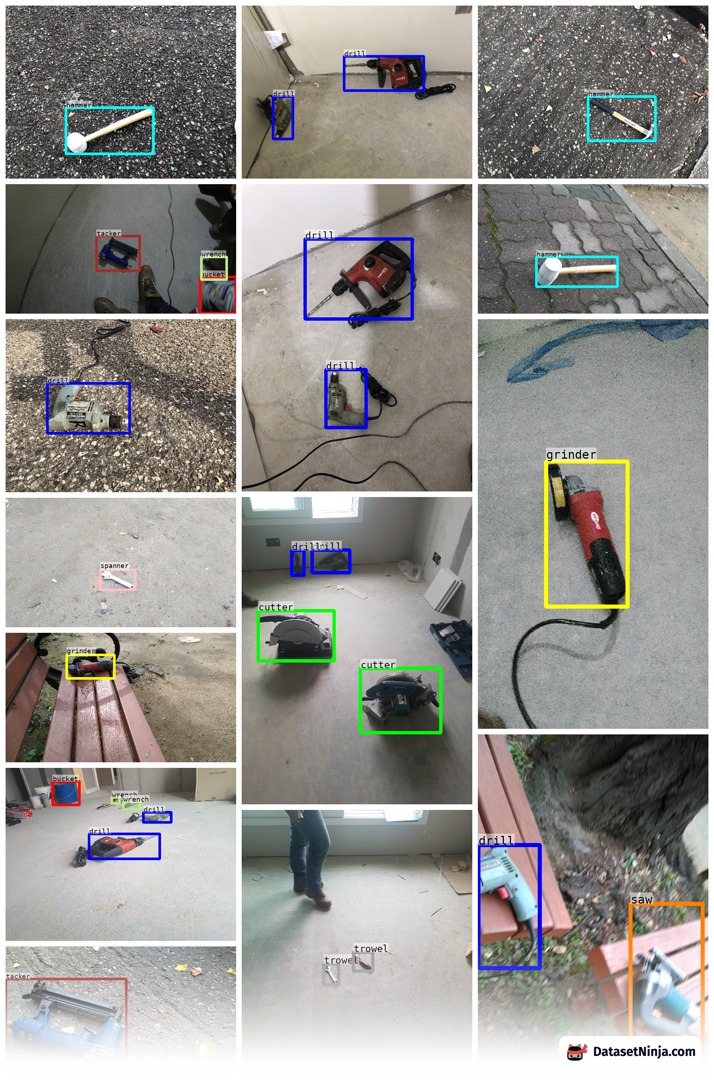 hammer
drill
drill
hammer
tacker
wrench
bucket
drill
drill
hammer
drill
grinder
spanner
drill
drill
cutter
cutter
grinder
bucket
wrench
wrench
drill
drill
trowel
trowel
drill
saw
tacker
DatasetNinja.com